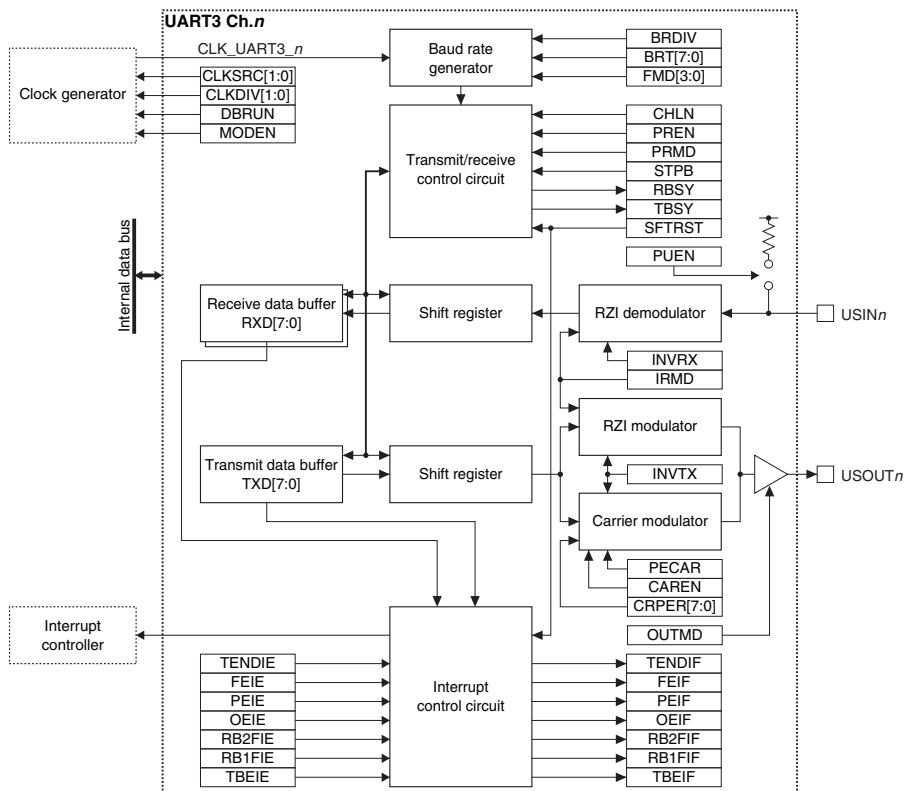 UART3 Ch.n
CLK_UART3_n
Clock generator
CLKSRC[1:0]
CLKDIV[1:0]
DBRUN
MODEN
Baud rate
generator
BRDIV
BRT[7:0]
FMD[3:0]
Transmit/receive
control circuit
CHLN
PREN
PRMD
STPB
RBSY
TBSY
SFTRST
PUEN
Internal data bus
Receive data buffer
RXD[7:0]
Shift register
RZI demodulator
USINn
INVRX
IRMD
RZI modulator
Transmit data buffer
TXD[7:0]
Shift register
INVTX
USOUTn
Carrier modulator
PECAR
CAREN
CRPER[7:0]
OUTMD
Interrupt
controller
Interrupt
control circuit
TENDIE
FEIE
PEIE
OEIE
RB2FIE
RB1FIE
TBEIE
TENDIF
FEIF
PEIF
OEIF
RB2FIF
RB1FIF
TBEIF